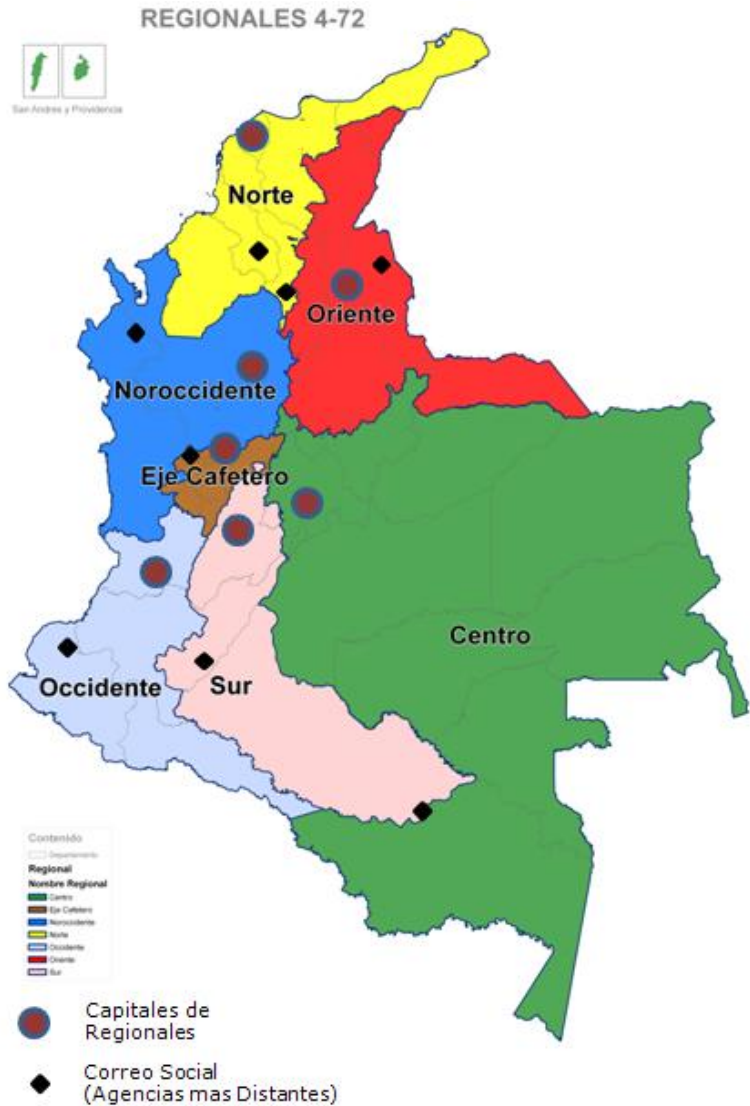 REGIONALES 4-72
San Andres y Providencia
Norte
Oriente
Noroccidente
Eje Cafetero
Centro
Occidente
Sur
Contenido
Departamento
Regional
Nombre Regional
Centro
Eje Cafetero
Noroccidente
Norte
Occidente
Oriente
Sur
Capitales de
Regionales
Correo Social
(Agencias mas Distantes)